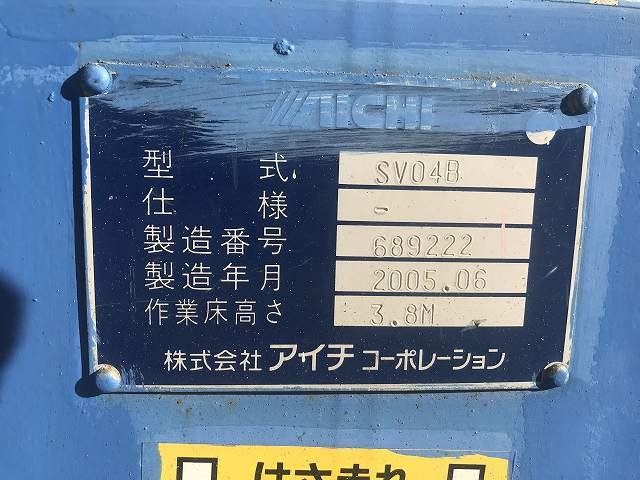 AICHI
型式 SV04B
仕様 -
製造番号 689222
製造年月 2005.06
作業床高さ 3.8M
株式会社 アイチ コーポレーション
はさまれ